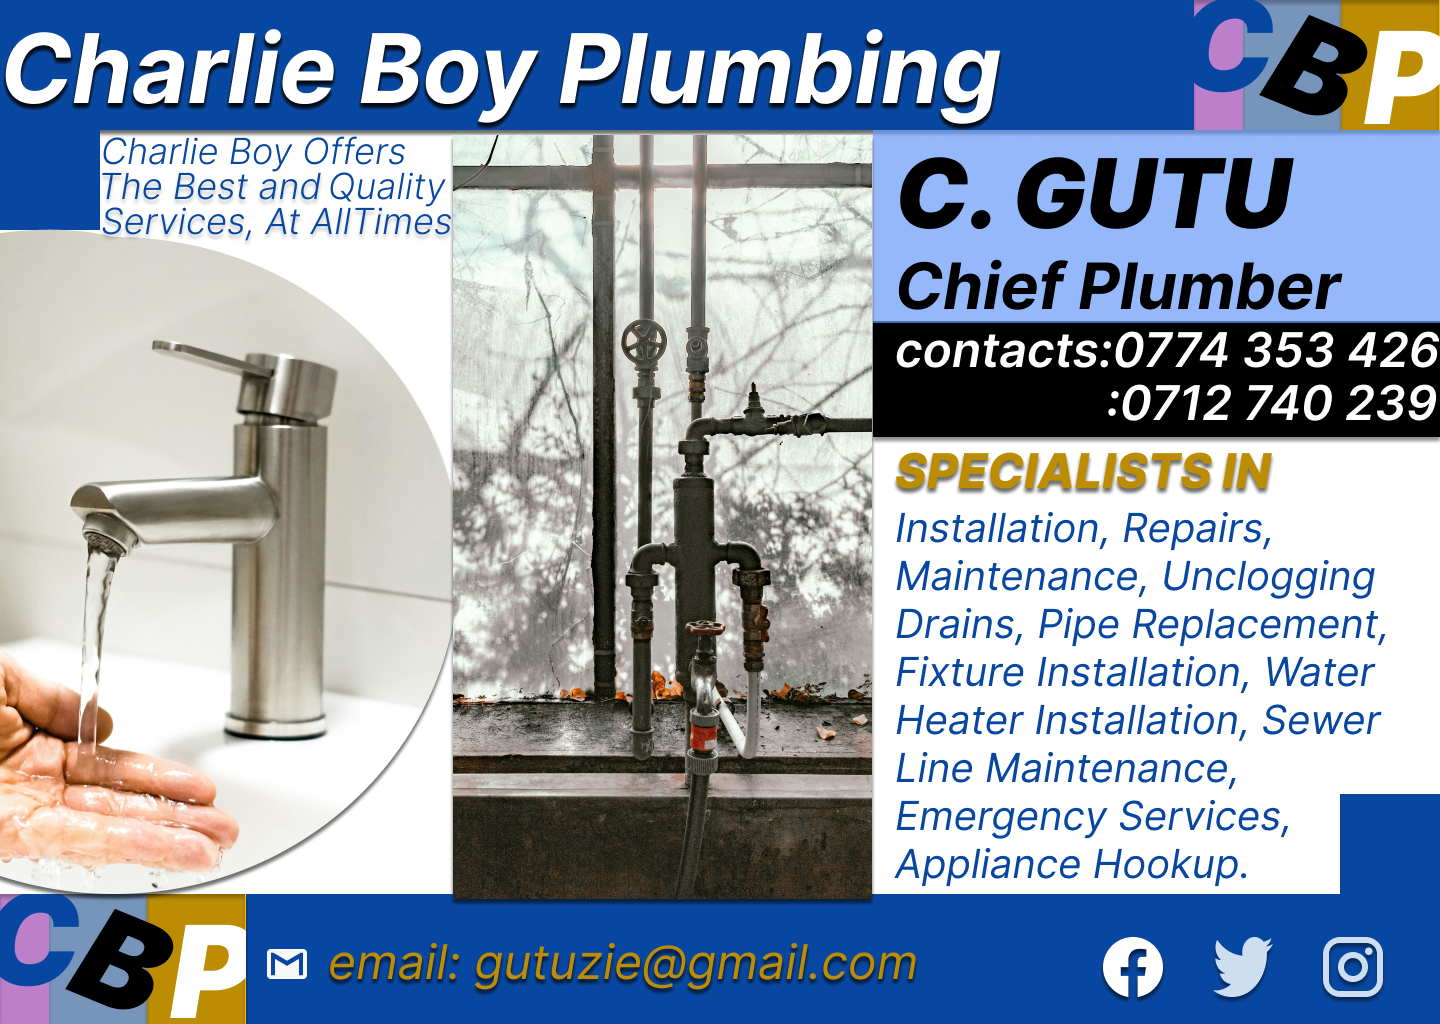 Charlie Boy Plumbing
CBP
Charlie Boy Offers
The Best and Quality
Services, At AllTimes
C. GUTU
Chief Plumber
contacts:0774 353 426
:0712 740 239
SPECIALISTS IN
Installation, Repairs,
Maintenance, Unclogging
Drains, Pipe Replacement,
Fixture Installation, Water
Heater Installation, Sewer
Line Maintenance,
Emergency Services,
Appliance Hookup.
CBP
email: gutuzie@gmail.com